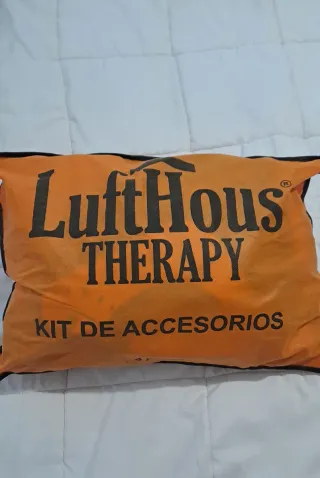 LuftHous®
THERAPY
KIT DE ACCESORIOS